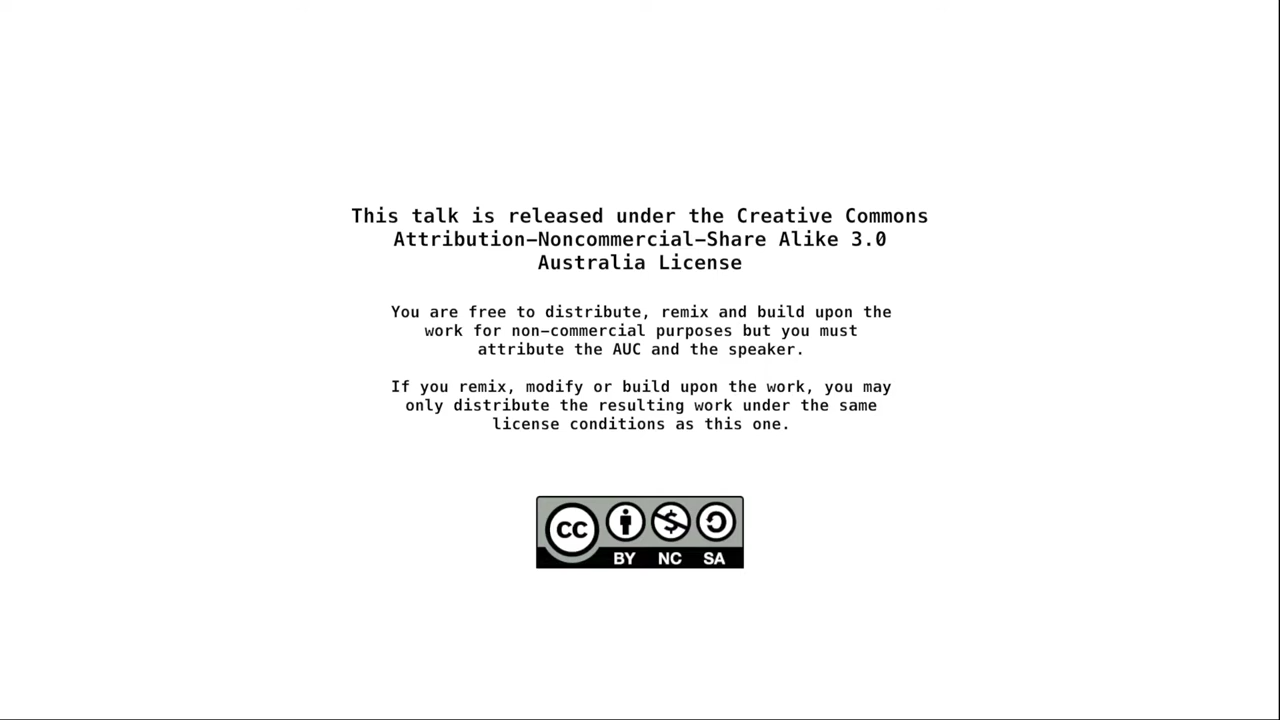 This talk is released under the Creative Commons
Attribution-Noncommercial-Share Alike 3.0
Australia License
You are free to distribute, remix and build upon the
work for non-commercial purposes but you must
attribute the AUC and the speaker.
If you remix, modify or build upon the work, you may
only distribute the resulting work under the same
license conditions as this one.
CC
BY NC SA